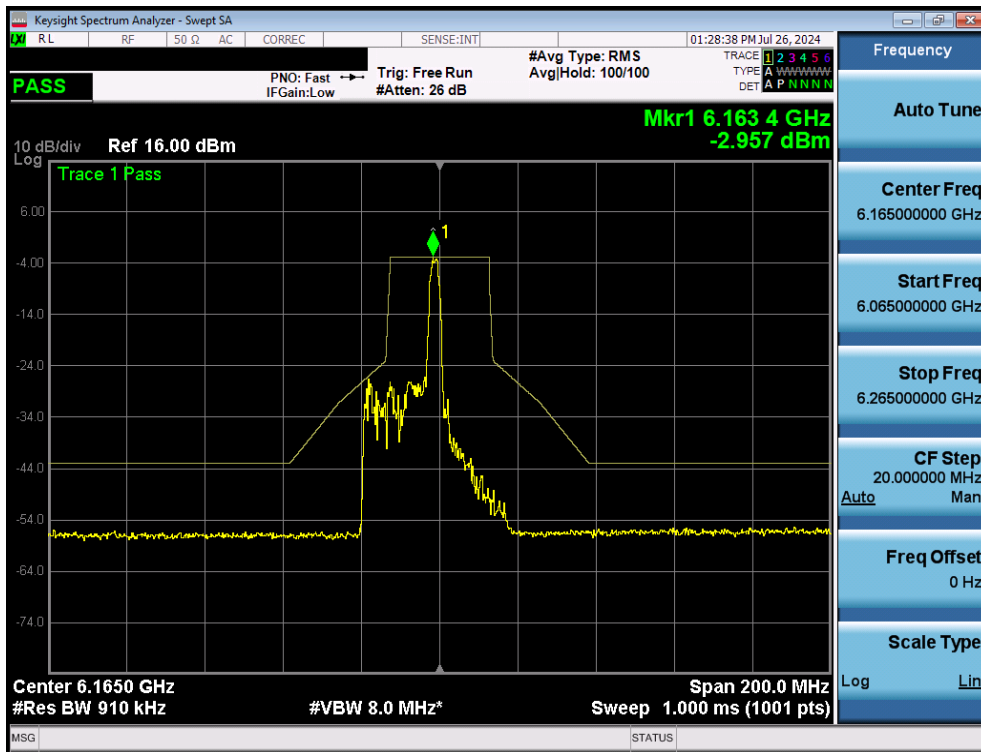 Keysight Spectrum Analyzer - Swept SA
LXI RL RF 50 Ω AC CORREC SENSE:INT 01:28:38 PM Jul 26, 2024
PASS
PNO: Fast
IFGain:Low
Trig: Free Run
#Atten: 26 dB
#Avg Type: RMS
Avg|Hold: 100/100
TRACE 1 2 3 4 5 6
TYPE A WWWWW
DET A P N N N N
Mkr1 6.163 4 GHz
-2.957 dBm
10 dB/div Ref 16.00 dBm
Log
Trace 1 Pass
1
6.00
-4.00
-14.0
-24.0
-34.0
-44.0
-54.0
-64.0
-74.0
Center 6.1650 GHz Span 200.0 MHz
#Res BW 910 kHz #VBW 8.0 MHz* Sweep 1.000 ms (1001 pts)
MSG STATUS
Frequency
Auto Tune
Center Freq
6.165000000 GHz
Start Freq
6.065000000 GHz
Stop Freq
6.265000000 GHz
CF Step
20.000000 MHz
Auto Man
Freq Offset
0 Hz
Scale Type
Log Lin